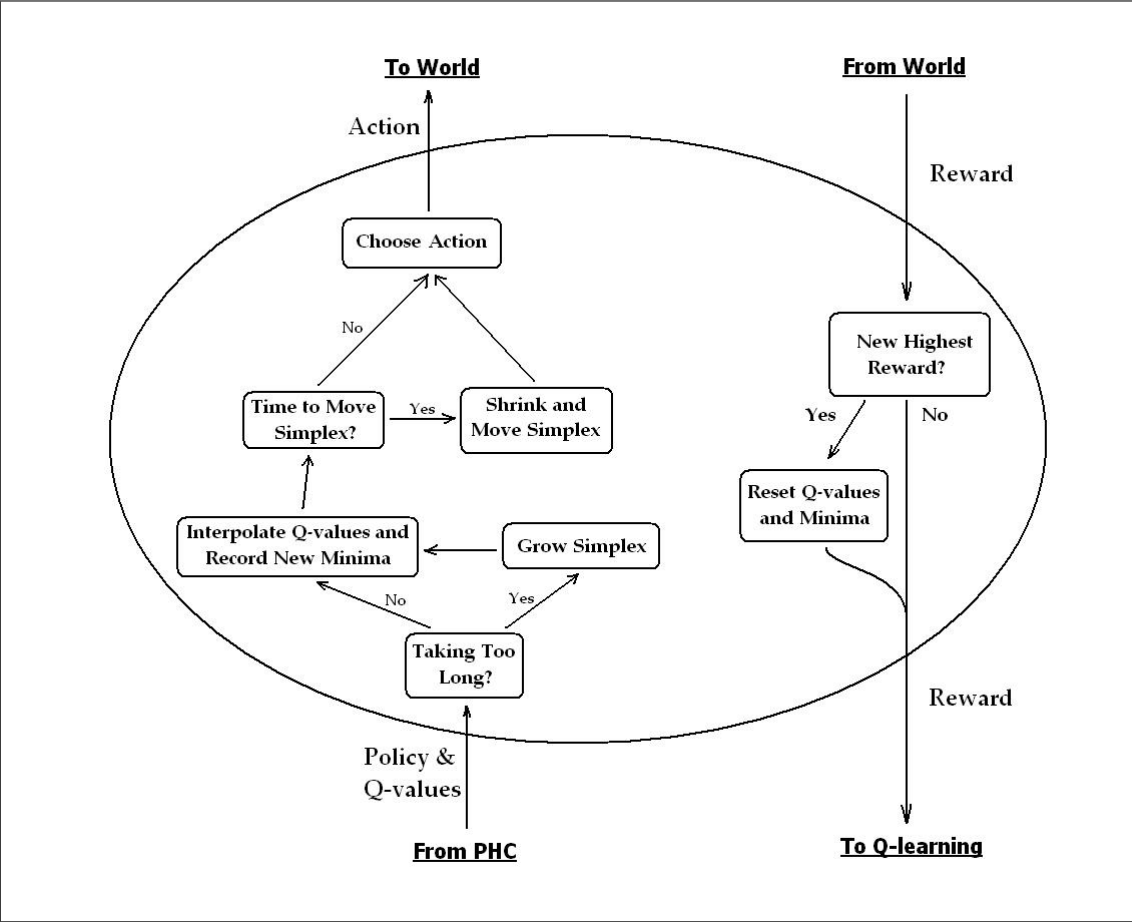 To World
From World
Action
Reward
Choose Action
No
New Highest
Reward?
Time to Move
Simplex?
Yes
Shrink and
Move Simplex
Yes
No
Reset Q-values
and Minima
Interpolate Q-values and
Record New Minima
Grow Simplex
No
Yes
Taking Too
Long?
Reward
Policy &
Q-values
From PHC
To Q-learning